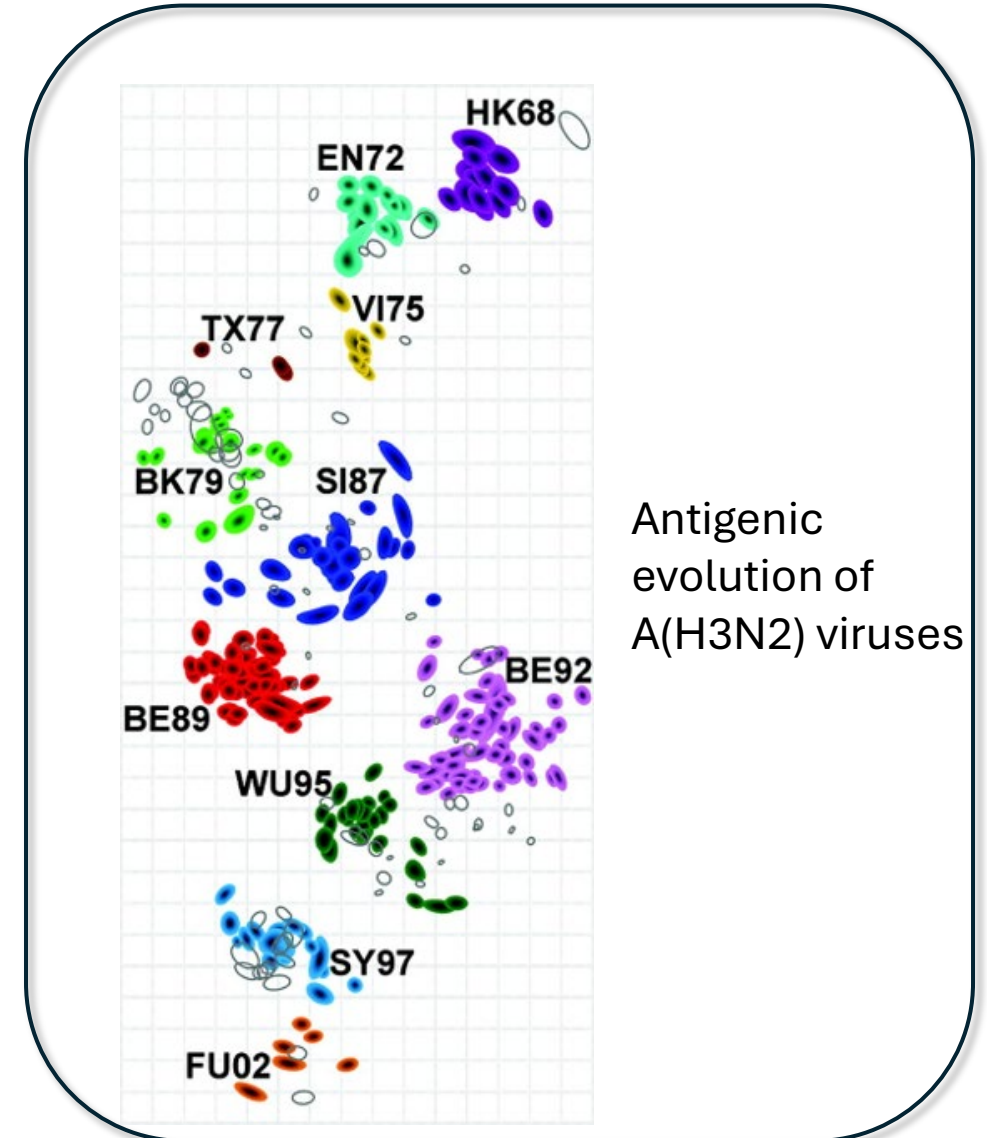 HK68
EN72
VI75
TX77
BK79
SI87
BE92
BE89
WU95
SY97
FU02
Antigenic
evolution of
A(H3N2) viruses